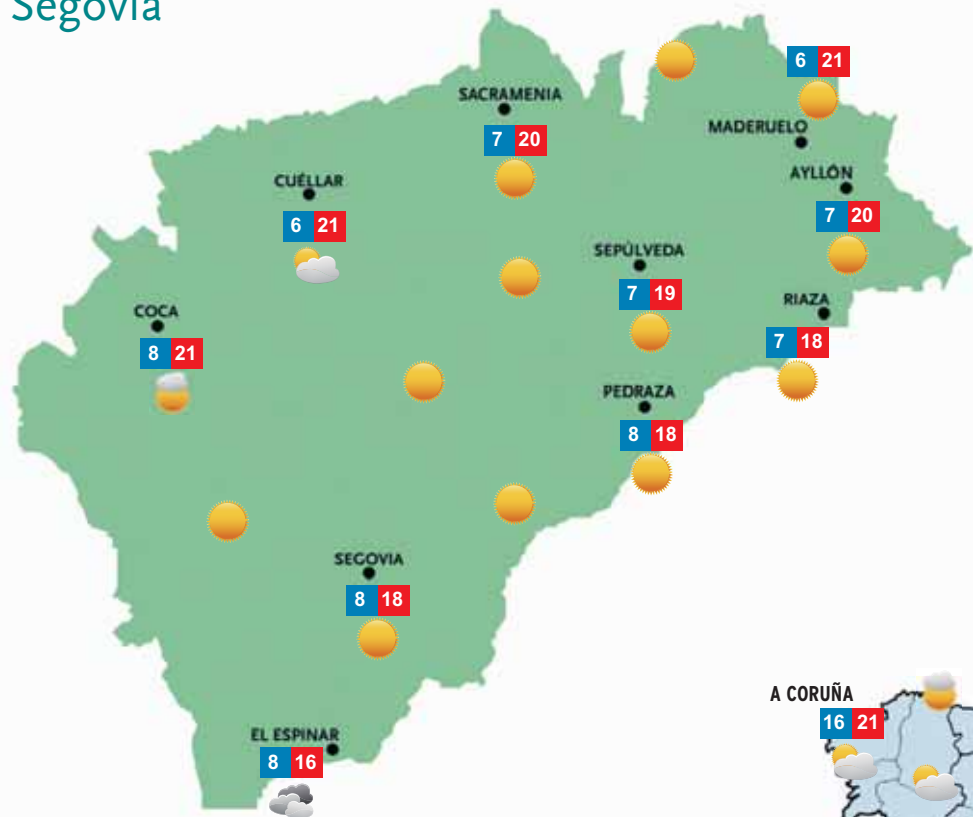 Segovia
6 21
SACRAMENIA
MADERUELO
7 20
AYLLÓN
CUÉLLAR
7 20
6 21
SEPÚLVEDA
7 19
RIAZA
COCA
7 18
8 21
PEDRAZA
8 18
SEGOVIA
8 18
A CORUÑA
16 21
EL ESPINAR
8 16